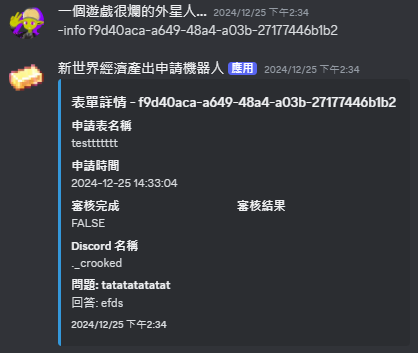 一個遊戲很爛的外星人... 2024/12/25 下午2:34
-info f9d40aca-a649-48a4-a03b-27177446b1b2
新世界經濟產出申請機器人 應用 2024/12/25 下午2:34
表單詳情 - f9d40aca-a649-48a4-a03b-27177446b1b2
申請表名稱
testttttttt
申請時間
2024-12-25 14:33:04
審核完成 審核結果
FALSE
Discord 名稱
._crooked
問題: tatatatatatat
回答: efds
2024/12/25 下午2:34